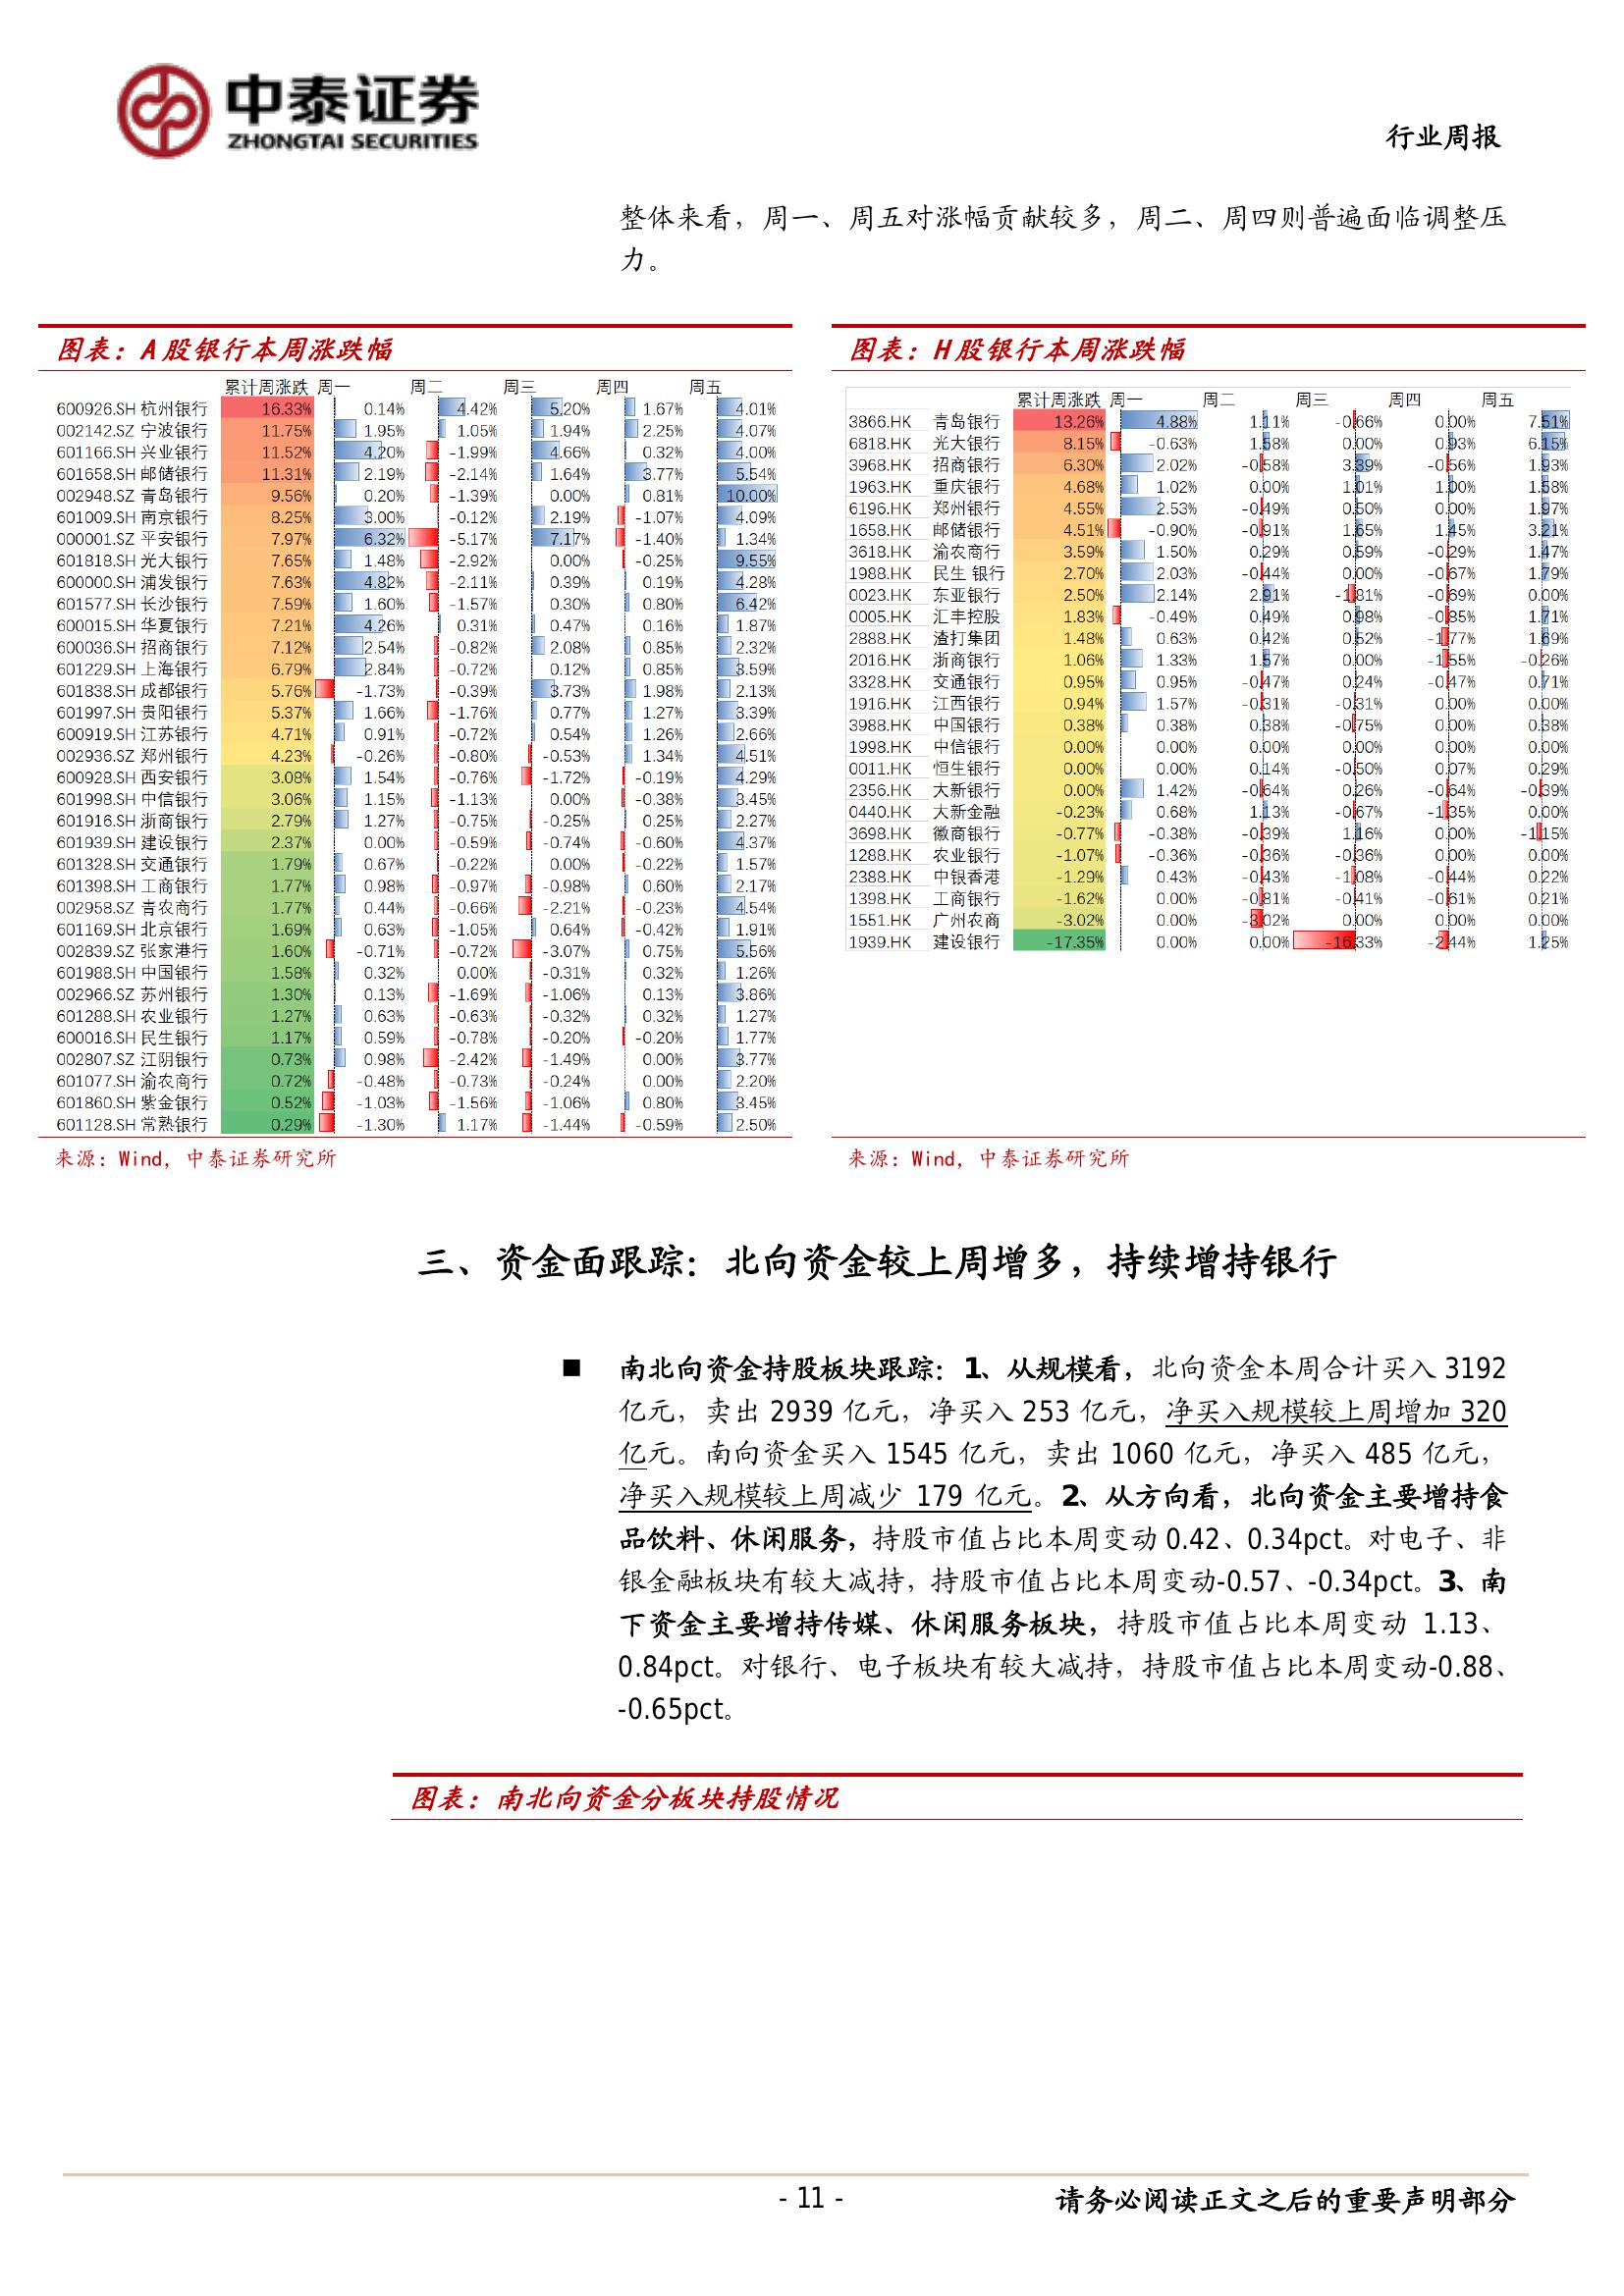 中泰证券
ZHONGTAI SECURITIES
行业周报
整体来看，周一、周五对涨幅贡献较多，周二、周四则普遍面临调整压
力。
图表：A股银行本周涨跌幅
累计周涨跌 周一 周二 周三 周四 周五
600926.SH 杭州银行 16.33% 0.14% 4.42% 5.20% 1.67% 4.01%
002142.SZ 宁波银行 11.75% 1.95% 1.05% 1.94% 2.25% 4.07%
601166.SH 兴业银行 11.52% 4.20% -1.99% 4.66% 0.32% 4.00%
601658.SH 邮储银行 11.31% 2.19% -2.14% 1.64% 3.77% 5.54%
002948.SZ 青岛银行 9.56% 0.20% -1.39% 0.00% 0.81% 10.00%
601009.SH 南京银行 8.25% 3.00% -0.12% 2.19% -1.07% 4.09%
000001.SZ 平安银行 7.97% 6.32% -5.17% 7.17% -1.40% 1.34%
601818.SH 光大银行 7.65% 1.48% -2.92% 0.00% -0.25% 9.55%
600000.SH 浦发银行 7.63% 4.82% -2.11% 0.39% 0.19% 4.28%
601577.SH 长沙银行 7.59% 1.60% -1.57% 0.30% 0.80% 6.42%
600015.SH 华夏银行 7.21% 4.26% 0.31% 0.47% 0.16% 1.87%
600036.SH 招商银行 7.12% 2.54% -0.82% 2.08% 0.85% 2.32%
601229.SH 上海银行 6.79% 2.84% -0.72% 0.12% 0.85% 3.59%
601838.SH 成都银行 5.76% -1.73% -0.39% 3.73% 1.98% 2.13%
601997.SH 贵阳银行 5.37% 1.66% -1.76% 0.77% 1.27% 3.39%
600919.SH 江苏银行 4.71% 0.91% -0.72% 0.54% 1.26% 2.66%
002936.SZ 郑州银行 4.23% -0.26% -0.80% -0.53% 1.34% 4.51%
600928.SH 西安银行 3.08% 1.54% -0.76% -1.72% -0.19% 4.29%
601998.SH 中信银行 3.06% 1.15% -1.13% 0.00% -0.38% 3.45%
601916.SH 浙商银行 2.79% 1.27% -0.75% -0.25% 0.25% 2.27%
601939.SH 建设银行 2.37% 0.00% -0.59% -0.74% -0.60% 4.37%
601328.SH 交通银行 1.79% 0.67% -0.22% 0.00% -0.22% 1.57%
601398.SH 工商银行 1.77% 0.98% -0.97% -0.98% 0.60% 2.17%
002958.SZ 青农商行 1.77% 0.44% -0.66% -2.21% -0.23% 4.54%
601169.SH 北京银行 1.69% 0.63% -1.05% 0.64% -0.42% 1.91%
002839.SZ 张家港行 1.60% -0.71% -0.72% -3.07% 0.75% 5.56%
601988.SH 中国银行 1.58% 0.32% 0.00% -0.31% 0.32% 1.26%
002966.SZ 苏州银行 1.30% 0.13% -1.69% -1.06% 0.13% 3.86%
601288.SH 农业银行 1.27% 0.63% -0.63% -0.32% 0.32% 1.27%
600016.SH 民生银行 1.17% 0.59% -0.78% -0.20% -0.20% 1.77%
002807.SZ 江阴银行 0.73% 0.98% -2.42% -1.49% 0.00% 3.77%
601077.SH 渝农商行 0.72% -0.48% -0.73% -0.24% 0.00% 2.20%
601860.SH 紫金银行 0.52% -1.03% -1.56% -1.06% 0.80% 3.45%
601128.SH 常熟银行 0.29% -1.30% 1.17% -1.44% -0.59% 2.50%
来源：Wind，中泰证券研究所
图表：H股银行本周涨跌幅
累计周涨跌 周一 周二 周三 周四 周五
3866.HK 青岛银行 13.26% 4.88% 1.11% -0.66% 0.00% 7.51%
6818.HK 光大银行 8.15% -0.63% 1.58% 0.00% 0.93% 6.15%
3968.HK 招商银行 6.30% 2.02% -0.58% 3.39% -0.56% 1.93%
1963.HK 重庆银行 4.68% 1.02% 0.00% 1.01% 1.00% 1.58%
6196.HK 郑州银行 4.55% 2.53% -0.49% 0.50% 0.00% 1.97%
1658.HK 邮储银行 4.51% -0.90% -0.91% 1.65% 1.45% 3.21%
3618.HK 渝农商行 3.59% 1.50% 0.29% 0.59% -0.29% 1.47%
1988.HK 民生 银行 2.70% 2.03% -0.44% 0.00% -0.67% 1.79%
0023.HK 东亚银行 2.50% 2.14% 2.91% -1.81% -0.69% 0.00%
0005.HK 汇丰控股 1.83% -0.49% 0.49% 0.98% -0.85% 1.71%
2888.HK 渣打集团 1.48% 0.63% 0.42% 0.52% -1.77% 1.69%
2016.HK 浙商银行 1.06% 1.33% 1.57% 0.00% -1.55% -0.26%
3328.HK 交通银行 0.95% 0.95% -0.47% 0.24% -0.47% 0.71%
1916.HK 江西银行 0.94% 1.57% -0.31% -0.31% 0.00% 0.00%
3988.HK 中国银行 0.38% 0.38% 0.38% -0.75% 0.00% 0.38%
1998.HK 中信银行 0.00% 0.00% 0.00% 0.00% 0.00% 0.00%
0011.HK 恒生银行 0.00% 0.00% 0.14% -0.50% 0.07% 0.29%
2356.HK 大新银行 0.00% 1.42% -0.64% 0.26% -0.64% -0.39%
0440.HK 大新金融 -0.23% 0.68% 1.13% -0.67% -1.35% 0.00%
3698.HK 徽商银行 -0.77% -0.38% -0.39% 1.16% 0.00% -1.15%
1288.HK 农业银行 -1.07% -0.36% -0.36% -0.36% 0.00% 0.00%
2388.HK 中银香港 -1.29% 0.43% -0.43% -1.08% -0.44% 0.22%
1398.HK 工商银行 -1.62% 0.00% -0.81% -0.41% -0.61% 0.21%
1551.HK 广州农商 -3.02% 0.00% -3.02% 0.00% 0.00% 0.00%
1939.HK 建设银行 -17.35% 0.00% 0.00% -16.33% -2.44% 1.25%
来源：Wind，中泰证券研究所
三、资金面跟踪：北向资金较上周增多，持续增持银行
■ 南北向资金持股板块跟踪：1、从规模看，北向资金本周合计买入 3192
亿元，卖出 2939 亿元，净买入 253 亿元，净买入规模较上周增加 320
亿元。南向资金买入 1545 亿元，卖出 1060 亿元，净买入 485 亿元，
净买入规模较上周减少 179 亿元。2、从方向看，北向资金主要增持食
品饮料、休闲服务，持股市值占比本周变动 0.42、0.34pct。对电子、非
银金融板块有较大减持，持股市值占比本周变动-0.57、-0.34pct。3、南
下资金主要增持传媒、休闲服务板块，持股市值占比本周变动 1.13、
0.84pct。对银行、电子板块有较大减持，持股市值占比本周变动-0.88、
-0.65pct。
图表：南北向资金分板块持股情况
- 11 -
请务必阅读正文之后的重要声明部分